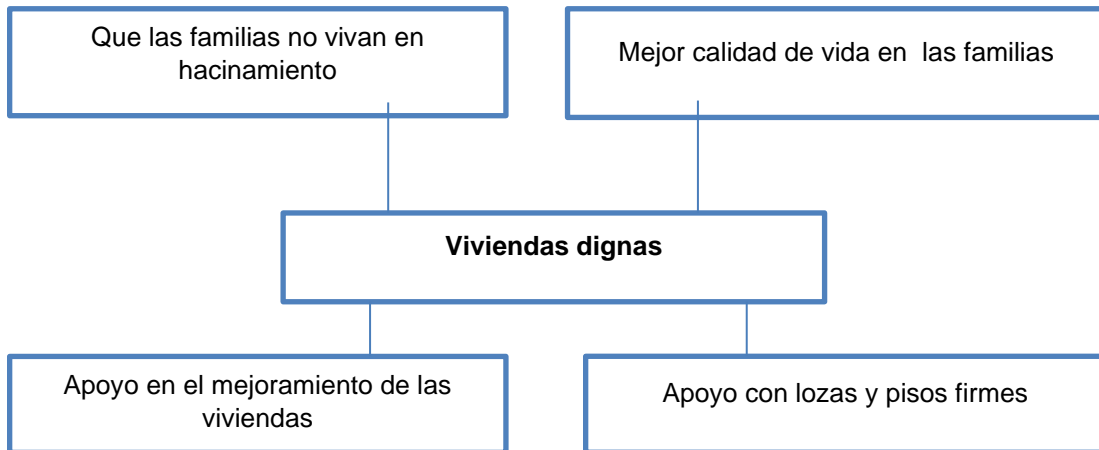 Que las familias no vivan en
hacinamiento
Mejor calidad de vida en las familias
Viviendas dignas
Apoyo en el mejoramiento de las
viviendas
Apoyo con lozas y pisos firmes